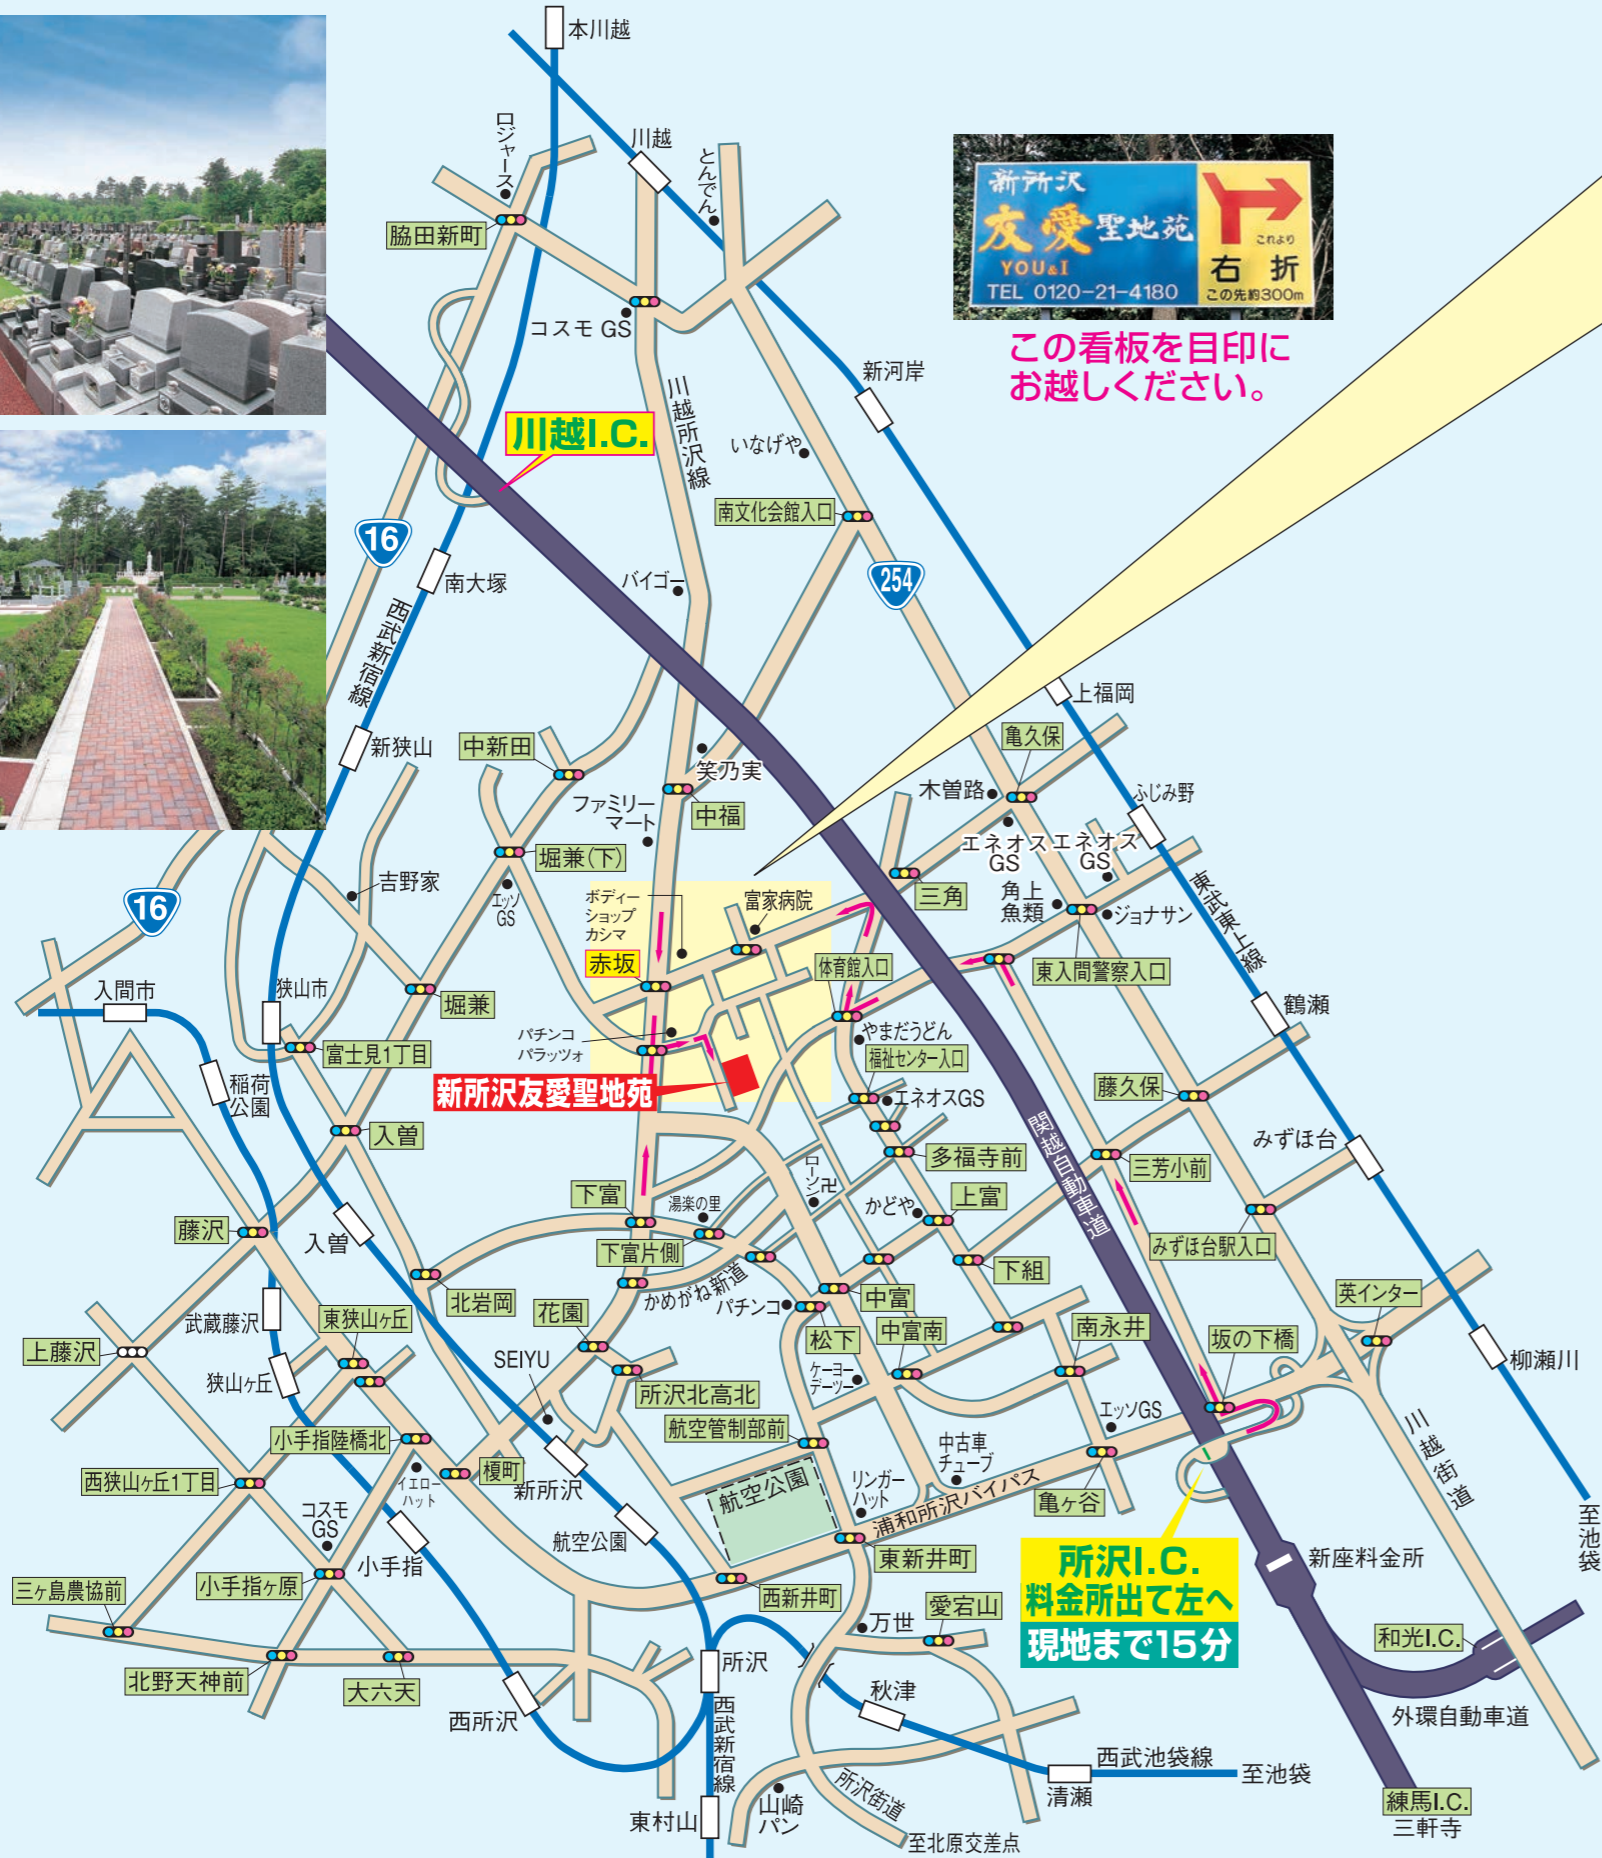 本川越
川越
ロジャース
とんでん
脇田新町
コスモ GS
新所沢
友愛聖地苑
YOU&I
TEL 0120-21-4180
これより
右折
この先約300m
この看板を目印に
お越しください。
新河岸
川越I.C.
川越所沢線
いなげや
南文化会館入口
16
254
南大塚
バイゴー
西武新宿線
新狭山
上福岡
中新田
笑乃実
亀久保
木曽路
ふじみ野
ファミリー
マート
中福
エネオス
GS
エネオス
GS
堀兼(下)
エッソ
GS
吉野家
16
ボディー
ショップ
カシマ
富家病院
三角
角上
魚類
ジョナサン
東武東上線
赤坂
体育館入口
東入間警察入口
入間市
狭山市
堀兼
鶴瀬
パチンコ
パラッツォ
やまだうどん
富士見1丁目
福祉センター入口
稲荷
公園
新所沢友愛聖地苑
エネオスGS
藤久保
入曽
関越自動車道
みずほ台
多福寺前
三芳小前
ローソン
卍
下富
湯楽の里
かどや
上富
藤沢
入曽
下富片側
みずほ台駅入口
下組
北岩岡
かめがね新道
パチンコ
中富
英インター
武蔵藤沢
東狭山ヶ丘
花園
松下
中富南
南永井
坂の下橋
上藤沢
狭山ヶ丘
SEIYU
ケーヨー
デーツー
柳瀬川
所沢北高北
エッソGS
川越街道
小手指陸橋北
航空管制部前
中古車
チューブ
西狭山ヶ丘1丁目
イエロー
ハット
榎町
新所沢
航空公園
リンガー
ハット
浦和所沢バイパス
亀ヶ谷
コスモ
GS
航空公園
至池袋
小手指
東新井町
所沢I.C.
料金所出て左へ
現地まで15分
新座料金所
三ヶ島農協前
小手指ヶ原
西新井町
万世
愛宕山
和光I.C.
北野天神前
大六天
所沢
秋津
西所沢
西武新宿線
外環自動車道
西武池袋線
至池袋
清瀬
所沢街道
山崎
パン
東村山
練馬I.C.
三軒寺
至北原交差点